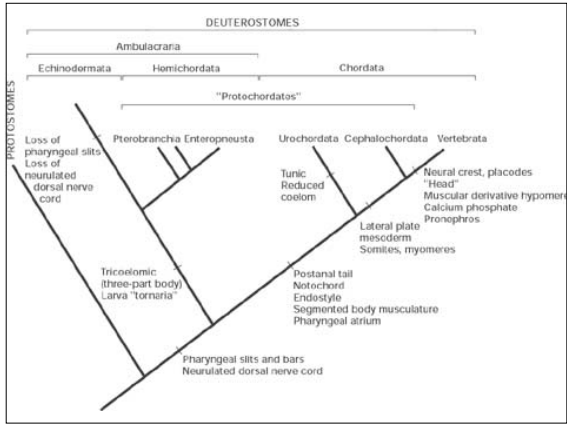 DEUTEROSTOMES
Ambulacraria
Echinodermata Hemichordata Chordata
"Protochordates"
PROTOSTOMES
Loss of
pharyngeal slits
Loss of
neurulated
dorsal nerve
cord
Pterobranchia Enteropneusta Urochordata Cephalochordata Vertebrata
Tunic
Reduced
coelom
Neural crest, placodes
"Head"
Muscular derivative hypomere
Calcium phosphate
Pronephros
Lateral plate
mesoderm
Somites, myomeres
Tricoelomic
(three-part body)
Larva "tornaria"
Postanal tail
Notochord
Endostyle
Segmented body musculature
Pharyngeal atrium
Pharyngeal slits and bars
Neurulated dorsal nerve cord